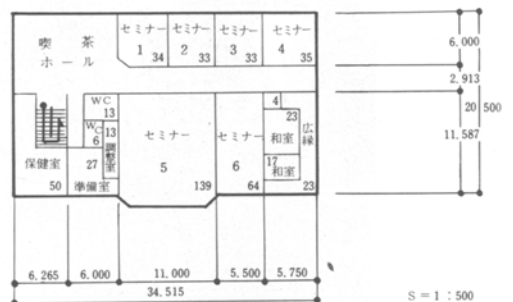 喫 茶
ホール
セミナー
1
34
セミナー
2
33
セミナー
3
33
セミナー
4
35
6.000
2.913
20 500
11.587
WC
13
WC
6
13
調整室
セミナー
5
139
セミナー
6
64
4
23
和室
広縁
17
和室
23
保健室
50
27
準備室
6.265
6.000
11.000
5.500
5.750
34.515
S = 1 : 500